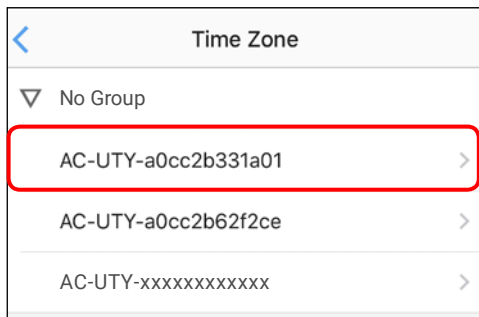 Time Zone
No Group
AC-UTY-a0cc2b331a01
AC-UTY-a0cc2b62f2ce
AC-UTY-xxxxxxxxxxxx